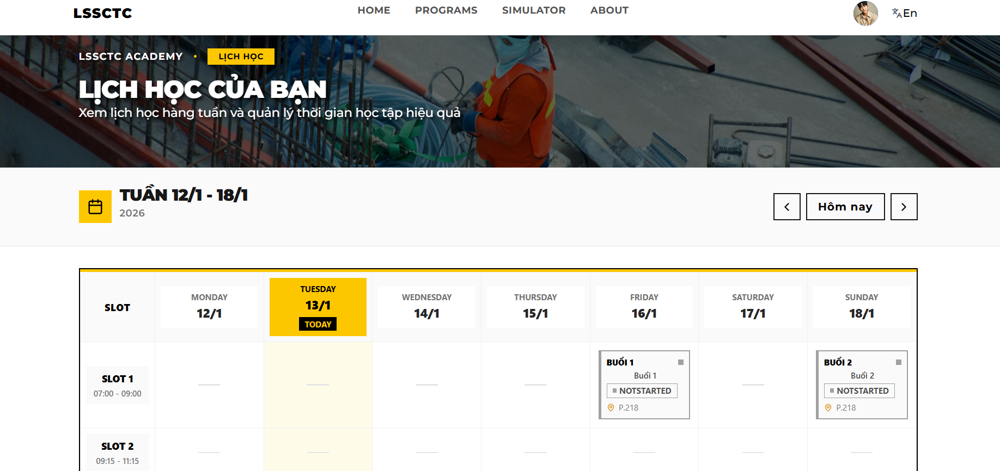 LSSCTC
HOME PROGRAMS SIMULATOR ABOUT
En
LSSCTC ACADEMY • LỊCH HỌC
LỊCH HỌC CỦA BẠN
Xem lịch học hàng tuần và quản lý thời gian học tập hiệu quả
TUẦN 12/1 - 18/1
2026
Hôm nay
SLOT
MONDAY
12/1
TUESDAY
13/1
TODAY
WEDNESDAY
14/1
THURSDAY
15/1
FRIDAY
16/1
SATURDAY
17/1
SUNDAY
18/1
SLOT 1
07:00 - 09:00
BUỔI 1
Buổi 1
NOTSTARTED
P.218
BUỔI 2
Buổi 2
NOTSTARTED
P.218
SLOT 2
09:15 - 11:15